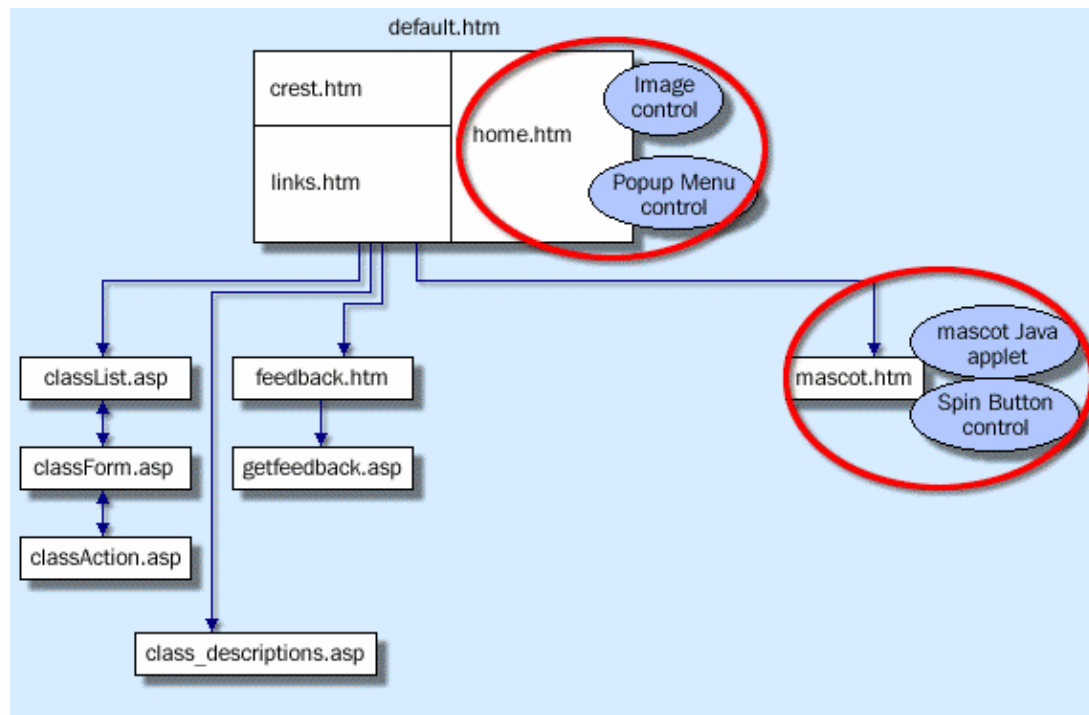 default.htm
crest.htm
links.htm
home.htm
Image
control
Popup Menu
control
classList.asp
feedback.htm
mascot.htm
mascot Java
applet
Spin Button
control
classForm.asp
getfeedback.asp
classAction.asp
class_descriptions.asp